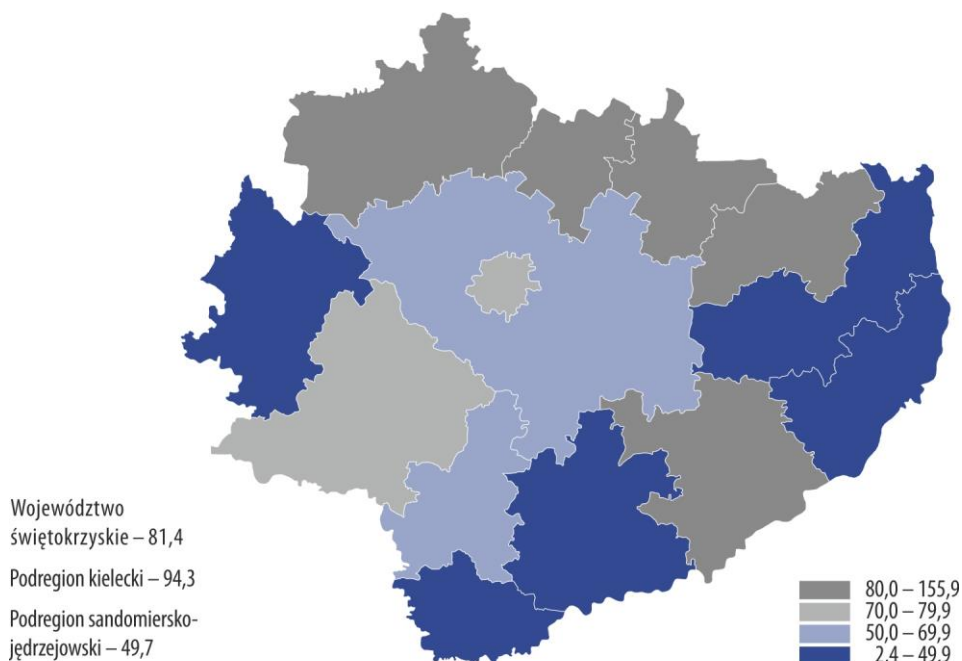 Województwo
świętokrzyskie – 81,4
Podregion kielecki – 94,3
Podregion sandomiersko-
jędrzejowski – 49,7
80,0 – 155,9
70,0 – 79,9
50,0 – 69,9
2,4 – 49,9